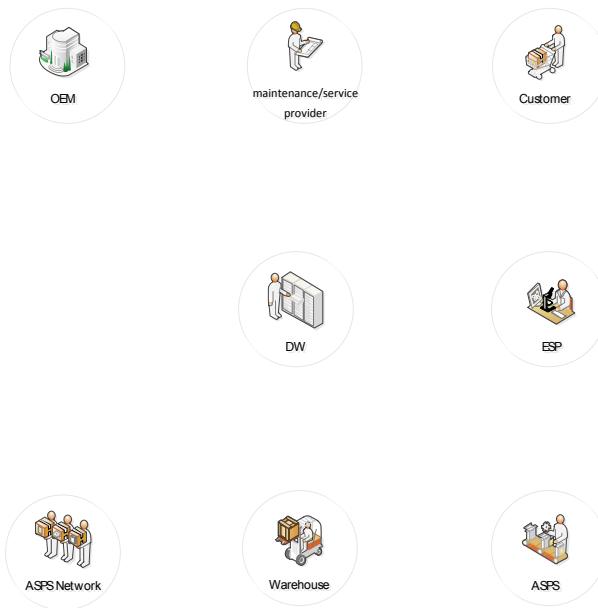 OEM
maintenance/service
provider
Customer
DW
ESP
ASPS Network
Warehouse
ASPS